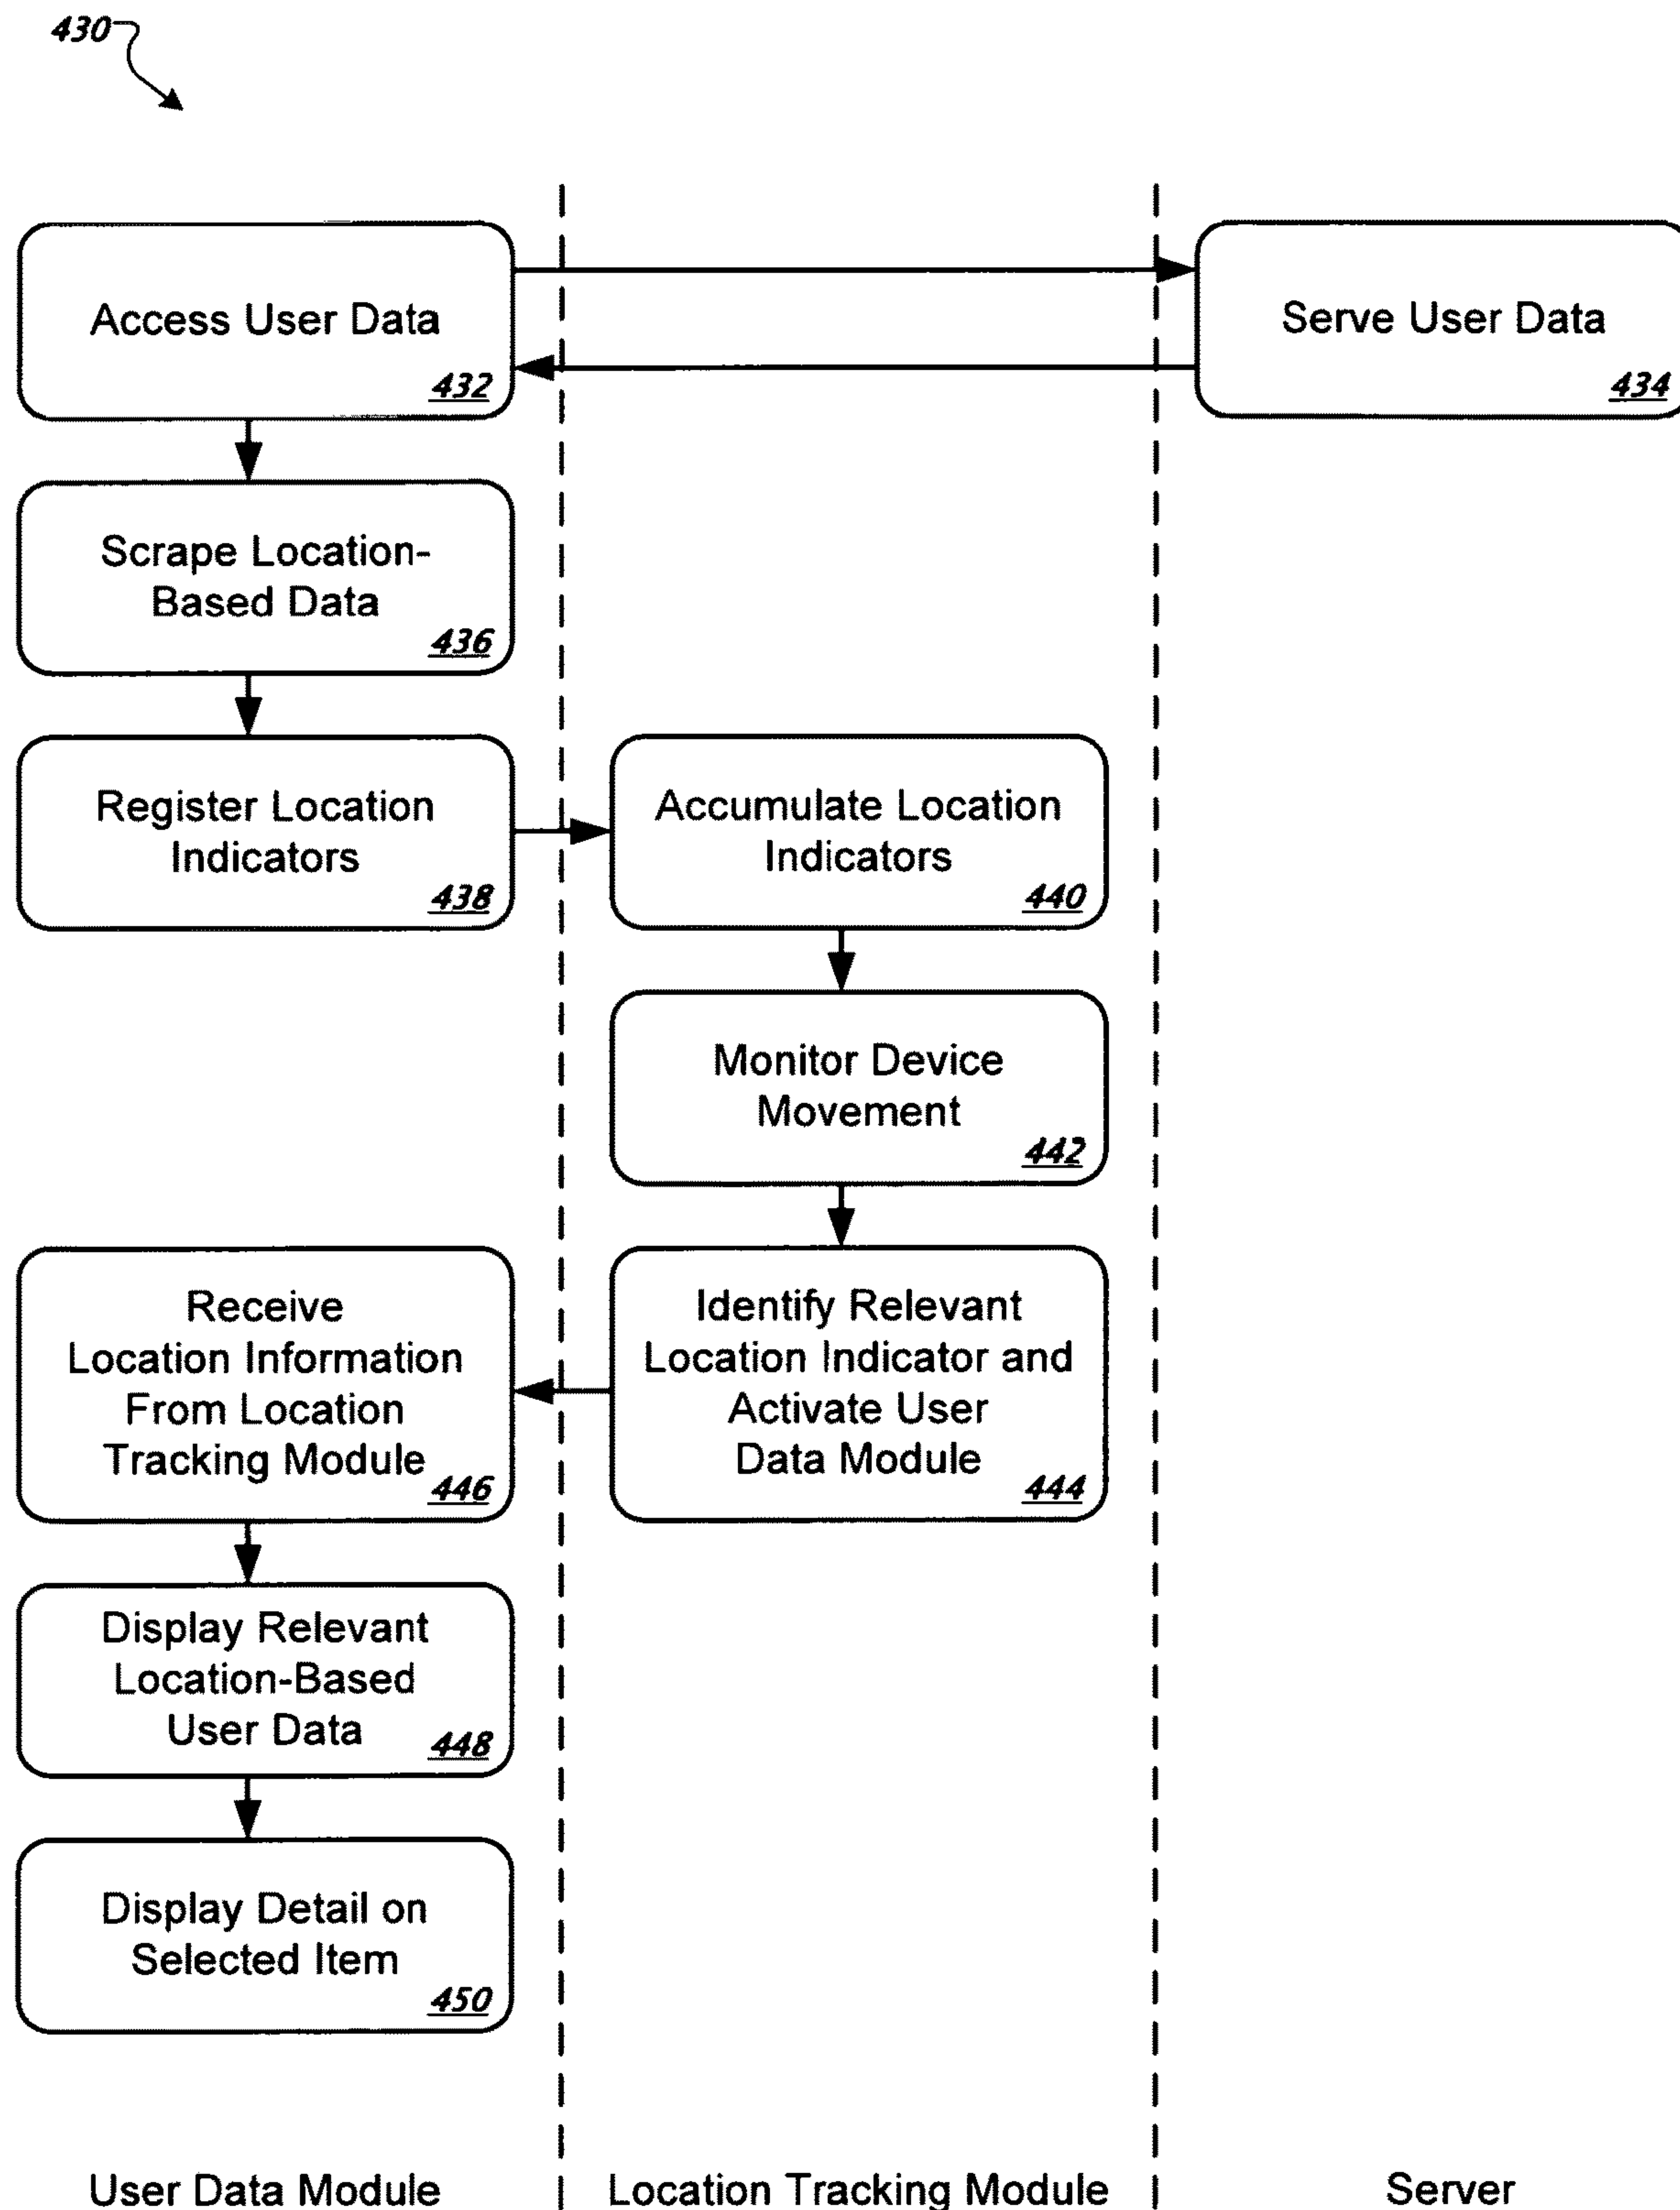 430
Access User Data
432
Serve User Data
434
Scrape Location-
Based Data
436
Register Location
Indicators
438
Accumulate Location
Indicators
440
Monitor Device
Movement
442
Identify Relevant
Location Indicator and
Activate User
Data Module
444
Receive
Location Information
From Location
Tracking Module
446
Display Relevant
Location-Based
User Data
448
Display Detail on
Selected Item
450
User Data Module
Location Tracking Module
Server